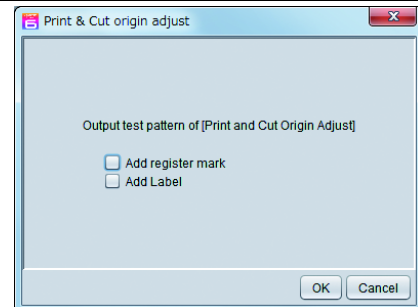 Print & Cut origin adjust
Output test pattern of [Print and Cut Origin Adjust]
Add register mark
Add Label
OK Cancel